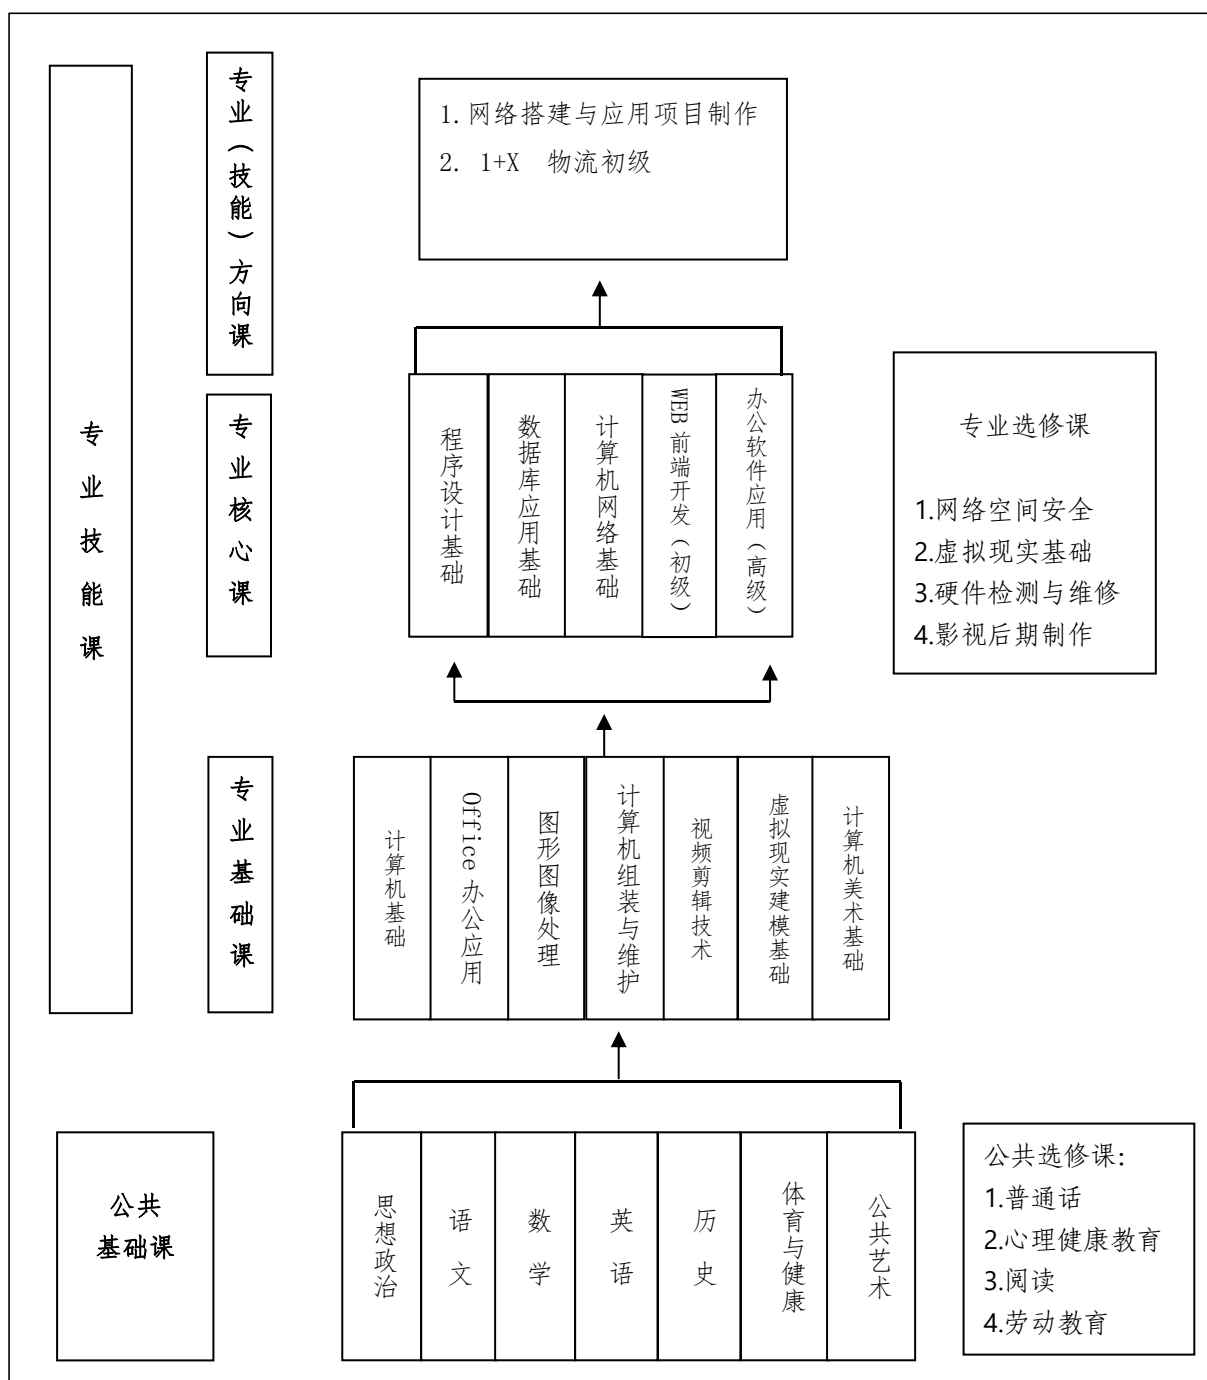 专业技能课
专业（技能）方向课
1.网络搭建与应用项目制作
2. 1+X 物流初级
专业核心课
程序设计基础
数据库应用基础
计算机网络基础
WEB 前端开发（初级）
办公软件应用（高级）
专业选修课
1.网络空间安全
2.虚拟现实基础
3.硬件检测与维修
4.影视后期制作
专业基础课
计算机基础
Office 办公应用
图形图像处理
计算机组装与维护
视频剪辑技术
虚拟现实建模基础
计算机美术基础
公共
基础课
思想政治
语文
数学
英语
历史
体育与健康
公共艺术
公共选修课：
1.普通话
2.心理健康教育
3.阅读
4.劳动教育